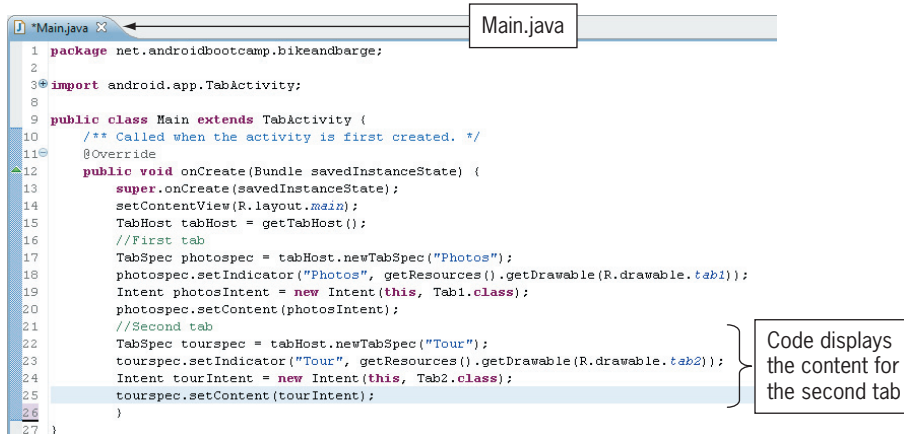 *Main.java
Main.java
1 package net.androidbootcamp.bikeandbarge;
2
3 import android.app.TabActivity;
8
9 public class Main extends TabActivity {
10 /** Called when the activity is first created. */
11 @Override
12 public void onCreate(Bundle savedInstanceState) {
13 super.onCreate(savedInstanceState);
14 setContentView(R.layout.main);
15 TabHost tabHost = getTabHost();
16 //First tab
17 TabSpec photospec = tabHost.newTabSpec("Photos");
18 photospec.setIndicator("Photos", getResources().getDrawable(R.drawable.tab1));
19 Intent photosIntent = new Intent(this, Tab1.class);
20 photospec.setContent(photosIntent);
21 //Second tab
22 TabSpec tourspec = tabHost.newTabSpec("Tour");
23 tourspec.setIndicator("Tour", getResources().getDrawable(R.drawable.tab2));
24 Intent tourIntent = new Intent(this, Tab2.class);
25 tourspec.setContent(tourIntent);
26 }
27 }
Code displays
the content for
the second tab